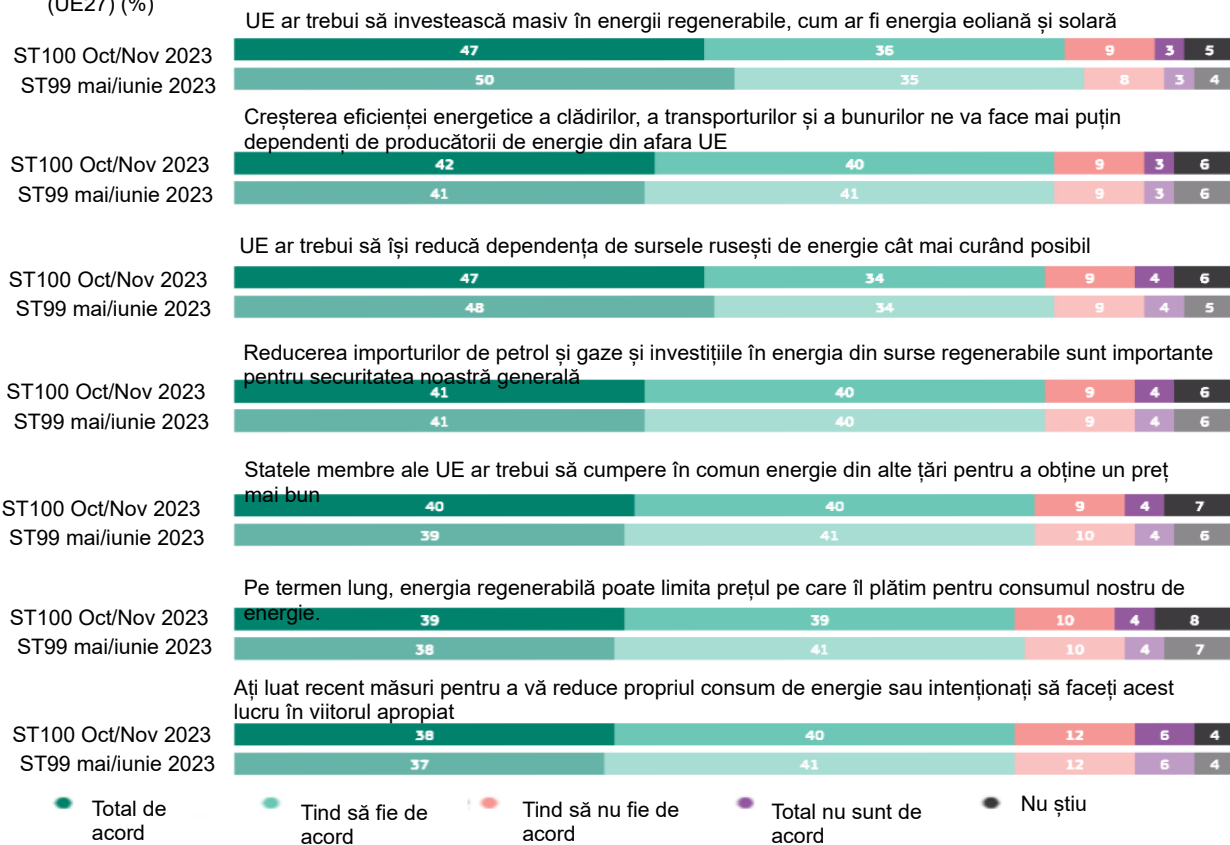 (UE27) (%)
UE ar trebui să investească masiv în energii regenerabile, cum ar fi energia eoliană și solară
ST100 Oct/Nov 2023
47 36 9 3 5
ST99 mai/iunie 2023
50 35 8 3 4
Creșterea eficienței energetice a clădirilor, a transporturilor și a bunurilor ne va face mai puțin
dependenți de producătorii de energie din afara UE
ST100 Oct/Nov 2023
42 40 9 3 6
ST99 mai/iunie 2023
41 41 9 3 6
UE ar trebui să își reducă dependența de sursele rusești de energie cât mai curând posibil
ST100 Oct/Nov 2023
47 34 9 4 6
ST99 mai/iunie 2023
48 34 9 4 5
Reducerea importurilor de petrol și gaze și investițiile în energia din surse regenerabile sunt importante
pentru securitatea noastră generală
ST100 Oct/Nov 2023
41 40 9 4 6
ST99 mai/iunie 2023
41 40 9 4 6
Statele membre ale UE ar trebui să cumpere în comun energie din alte țări pentru a obține un preț
mai bun
ST100 Oct/Nov 2023
40 40 9 4 7
ST99 mai/iunie 2023
39 41 10 4 6
Pe termen lung, energia regenerabilă poate limita prețul pe care îl plătim pentru consumul nostru de
energie.
ST100 Oct/Nov 2023
39 39 10 4 8
ST99 mai/iunie 2023
38 41 10 4 7
Ați luat recent măsuri pentru a vă reduce propriul consum de energie sau intenționați să faceți acest
lucru în viitorul apropiat
ST100 Oct/Nov 2023
38 40 12 6 4
ST99 mai/iunie 2023
37 41 12 6 4
Total de
acord
Tind să fie de
acord
Tind să nu fie de
acord
Total nu sunt de
acord
Nu știu